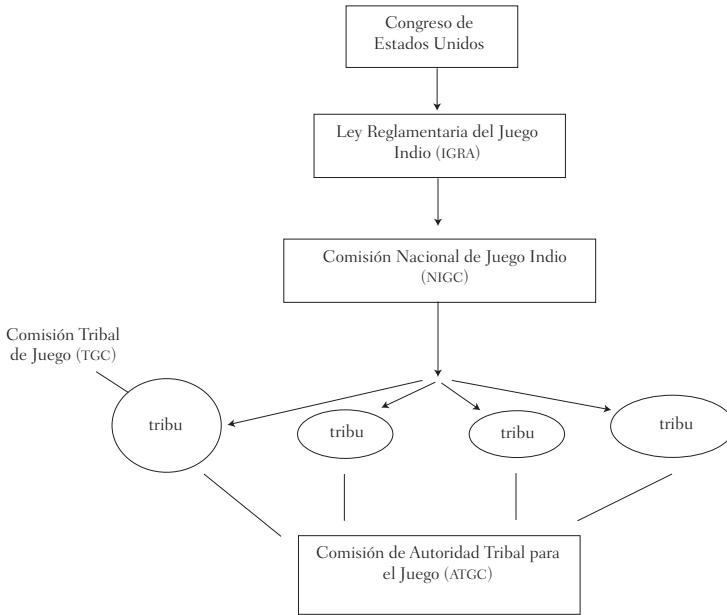 Congreso de
Estados Unidos
Ley Reglamentaria del Juego
Indio (IGRA)
Comisión Nacional de Juego Indio
(NIGC)
Comisión Tribal
de Juego (TGC)
tribu
tribu
tribu
tribu
Comisión de Autoridad Tribal para
el Juego (ATGC)